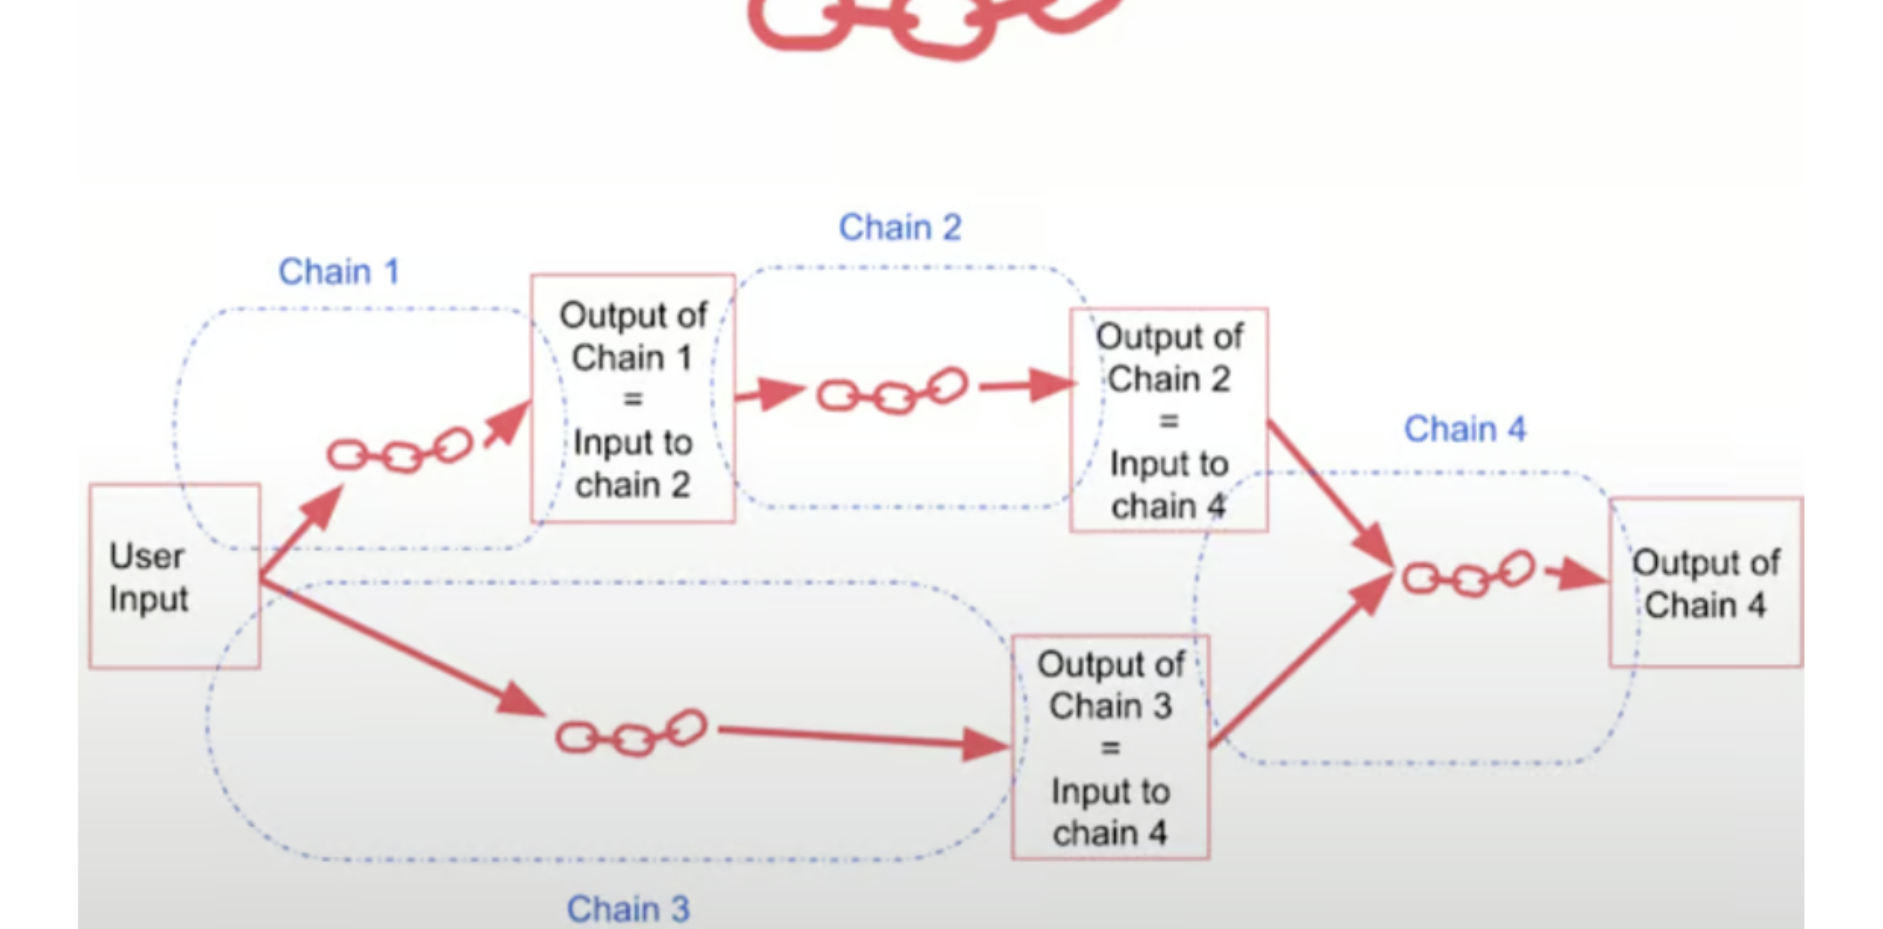 Chain 2
Chain 1
Output of
Chain 1
=
Input to
chain 2
Output of
Chain 2
=
Input to
chain 4
Chain 4
User
Input
Output of
Chain 4
Output of
Chain 3
=
Input to
chain 4
Chain 3